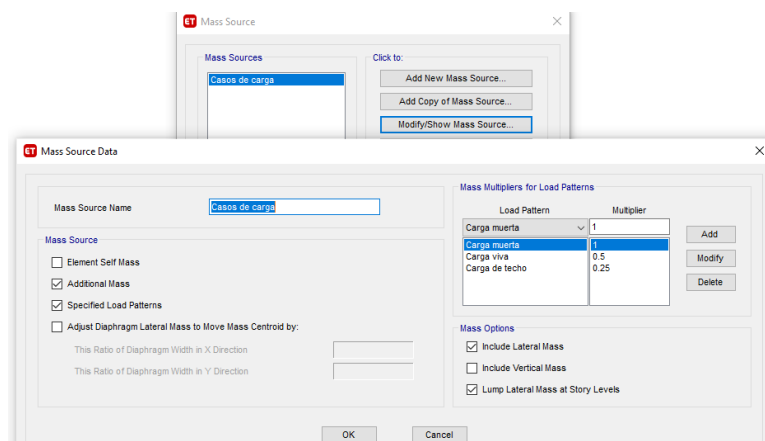 ET Mass Source
Mass Sources
Click to:
Casos de carga
Add New Mass Source...
Add Copy of Mass Source...
Modify/Show Mass Source...
ET Mass Source Data
Mass Source Name
Casos de carga
Mass Source
Element Self Mass
Additional Mass
Specified Load Patterns
Adjust Diaphragm Lateral Mass to Move Mass Centroid by:
This Ratio of Diaphragm Width in X Direction
This Ratio of Diaphragm Width in Y Direction
Mass Multipliers for Load Patterns
Load Pattern Multiplier
Carga muerta 1
Carga muerta 1
Carga viva 0.5
Carga de techo 0.25
Add
Modify
Delete
Mass Options
Include Lateral Mass
Include Vertical Mass
Lump Lateral Mass at Story Levels
OK Cancel